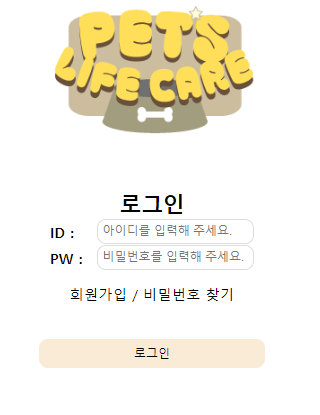 PETS
LIFE CARE
로그인
ID : 아이디를 입력해 주세요.
PW : 비밀번호를 입력해 주세요.
회원가입 / 비밀번호 찾기
로그인